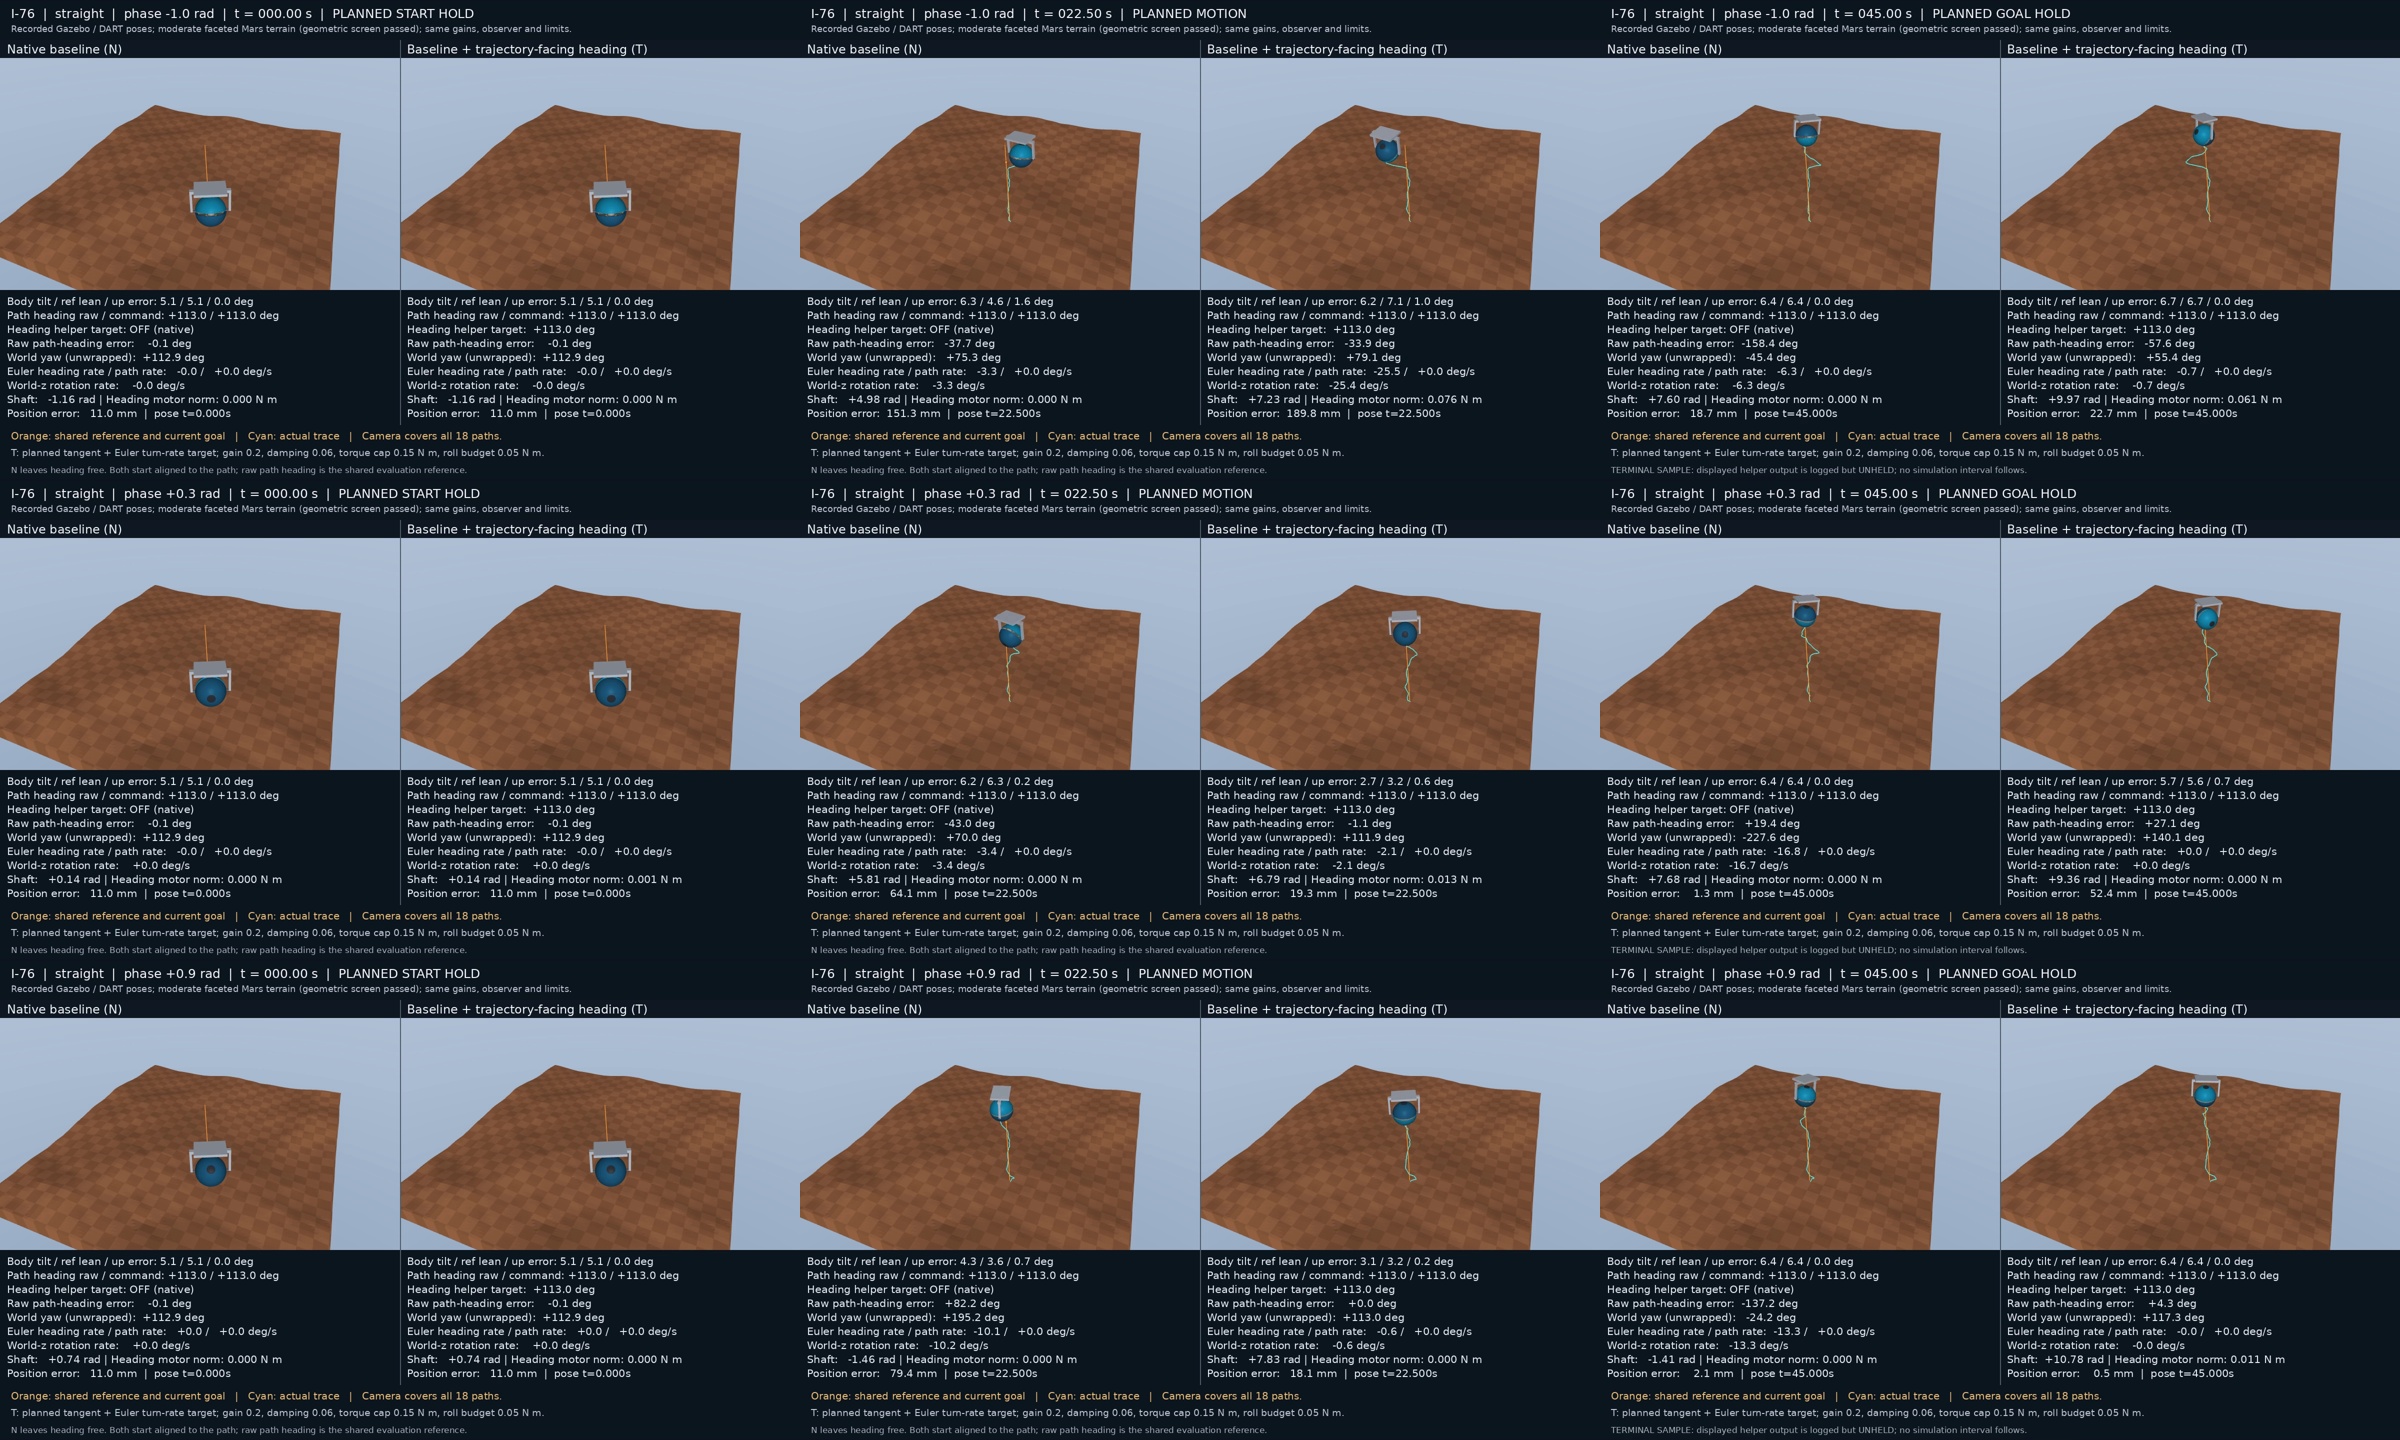 I-76 | straight | phase -1.0 rad | t = 000.00 s | PLANNED START HOLD
Recorded Gazebo / DART poses; moderate faceted Mars terrain (geometric screen passed); same gains, observer and limits.
Native baseline (N)
Baseline + trajectory-facing heading (T)
Body tilt / ref lean / up error: 5.1 / 5.1 / 0.0 deg
Path heading raw / command: +113.0 / +113.0 deg
Heading helper target: OFF (native)
Raw path-heading error: -0.1 deg
World yaw (unwrapped): +112.9 deg
Euler heading rate / path rate: -0.0 / +0.0 deg/s
World-z rotation rate: -0.0 deg/s
Shaft: -1.16 rad | Heading motor norm: 0.000 N m
Position error: 11.0 mm | pose t=0.000s
Body tilt / ref lean / up error: 5.1 / 5.1 / 0.0 deg
Path heading raw / command: +113.0 / +113.0 deg
Heading helper target: +113.0 deg
Raw path-heading error: -0.1 deg
World yaw (unwrapped): +112.9 deg
Euler heading rate / path rate: -0.0 / +0.0 deg/s
World-z rotation rate: -0.0 deg/s
Shaft: -1.16 rad | Heading motor norm: 0.000 N m
Position error: 11.0 mm | pose t=0.000s
Orange: shared reference and current goal | Cyan: actual trace | Camera covers all 18 paths.
T: planned tangent + Euler turn-rate target; gain 0.2, damping 0.06, torque cap 0.15 N m, roll budget 0.05 N m.
N leaves heading free. Both start aligned to the path; raw path heading is the shared evaluation reference.
I-76 | straight | phase -1.0 rad | t = 022.50 s | PLANNED MOTION
Recorded Gazebo / DART poses; moderate faceted Mars terrain (geometric screen passed); same gains, observer and limits.
Native baseline (N)
Baseline + trajectory-facing heading (T)
Body tilt / ref lean / up error: 6.3 / 4.6 / 1.6 deg
Path heading raw / command: +113.0 / +113.0 deg
Heading helper target: OFF (native)
Raw path-heading error: -37.7 deg
World yaw (unwrapped): +75.3 deg
Euler heading rate / path rate: -3.3 / +0.0 deg/s
World-z rotation rate: -3.3 deg/s
Shaft: +4.98 rad | Heading motor norm: 0.000 N m
Position error: 151.3 mm | pose t=22.500s
Body tilt / ref lean / up error: 6.2 / 7.1 / 1.0 deg
Path heading raw / command: +113.0 / +113.0 deg
Heading helper target: +113.0 deg
Raw path-heading error: -33.9 deg
World yaw (unwrapped): +79.1 deg
Euler heading rate / path rate: -25.5 / +0.0 deg/s
World-z rotation rate: -25.4 deg/s
Shaft: +7.23 rad | Heading motor norm: 0.076 N m
Position error: 189.8 mm | pose t=22.500s
Orange: shared reference and current goal | Cyan: actual trace | Camera covers all 18 paths.
T: planned tangent + Euler turn-rate target; gain 0.2, damping 0.06, torque cap 0.15 N m, roll budget 0.05 N m.
N leaves heading free. Both start aligned to the path; raw path heading is the shared evaluation reference.
I-76 | straight | phase -1.0 rad | t = 045.00 s | PLANNED GOAL HOLD
Recorded Gazebo / DART poses; moderate faceted Mars terrain (geometric screen passed); same gains, observer and limits.
Native baseline (N)
Baseline + trajectory-facing heading (T)
Body tilt / ref lean / up error: 6.4 / 6.4 / 0.0 deg
Path heading raw / command: +113.0 / +113.0 deg
Heading helper target: OFF (native)
Raw path-heading error: -158.4 deg
World yaw (unwrapped): -45.4 deg
Euler heading rate / path rate: -6.3 / +0.0 deg/s
World-z rotation rate: -6.3 deg/s
Shaft: +7.60 rad | Heading motor norm: 0.000 N m
Position error: 18.7 mm | pose t=45.000s
Body tilt / ref lean / up error: 6.7 / 6.7 / 0.0 deg
Path heading raw / command: +113.0 / +113.0 deg
Heading helper target: +113.0 deg
Raw path-heading error: -57.6 deg
World yaw (unwrapped): +55.4 deg
Euler heading rate / path rate: -0.7 / +0.0 deg/s
World-z rotation rate: -0.7 deg/s
Shaft: +9.97 rad | Heading motor norm: 0.061 N m
Position error: 22.7 mm | pose t=45.000s
Orange: shared reference and current goal | Cyan: actual trace | Camera covers all 18 paths.
T: planned tangent + Euler turn-rate target; gain 0.2, damping 0.06, torque cap 0.15 N m, roll budget 0.05 N m.
TERMINAL SAMPLE: displayed helper output is logged but UNHELD; no simulation interval follows.
I-76 | straight | phase +0.3 rad | t = 000.00 s | PLANNED START HOLD
Recorded Gazebo / DART poses; moderate faceted Mars terrain (geometric screen passed); same gains, observer and limits.
Native baseline (N)
Baseline + trajectory-facing heading (T)
Body tilt / ref lean / up error: 5.1 / 5.1 / 0.0 deg
Path heading raw / command: +113.0 / +113.0 deg
Heading helper target: OFF (native)
Raw path-heading error: -0.1 deg
World yaw (unwrapped): +112.9 deg
Euler heading rate / path rate: -0.0 / +0.0 deg/s
World-z rotation rate: +0.0 deg/s
Shaft: +0.14 rad | Heading motor norm: 0.000 N m
Position error: 11.0 mm | pose t=0.000s
Body tilt / ref lean / up error: 5.1 / 5.1 / 0.0 deg
Path heading raw / command: +113.0 / +113.0 deg
Heading helper target: +113.0 deg
Raw path-heading error: -0.1 deg
World yaw (unwrapped): +112.9 deg
Euler heading rate / path rate: -0.0 / +0.0 deg/s
World-z rotation rate: +0.0 deg/s
Shaft: +0.14 rad | Heading motor norm: 0.001 N m
Position error: 11.0 mm | pose t=0.000s
Orange: shared reference and current goal | Cyan: actual trace | Camera covers all 18 paths.
T: planned tangent + Euler turn-rate target; gain 0.2, damping 0.06, torque cap 0.15 N m, roll budget 0.05 N m.
N leaves heading free. Both start aligned to the path; raw path heading is the shared evaluation reference.
I-76 | straight | phase +0.3 rad | t = 022.50 s | PLANNED MOTION
Recorded Gazebo / DART poses; moderate faceted Mars terrain (geometric screen passed); same gains, observer and limits.
Native baseline (N)
Baseline + trajectory-facing heading (T)
Body tilt / ref lean / up error: 6.2 / 6.3 / 0.2 deg
Path heading raw / command: +113.0 / +113.0 deg
Heading helper target: OFF (native)
Raw path-heading error: -43.0 deg
World yaw (unwrapped): +70.0 deg
Euler heading rate / path rate: -3.4 / +0.0 deg/s
World-z rotation rate: -3.4 deg/s
Shaft: +5.81 rad | Heading motor norm: 0.000 N m
Position error: 64.1 mm | pose t=22.500s
Body tilt / ref lean / up error: 2.7 / 3.2 / 0.6 deg
Path heading raw / command: +113.0 / +113.0 deg
Heading helper target: +113.0 deg
Raw path-heading error: -1.1 deg
World yaw (unwrapped): +111.9 deg
Euler heading rate / path rate: -2.1 / +0.0 deg/s
World-z rotation rate: -2.1 deg/s
Shaft: +6.79 rad | Heading motor norm: 0.013 N m
Position error: 19.3 mm | pose t=22.500s
Orange: shared reference and current goal | Cyan: actual trace | Camera covers all 18 paths.
T: planned tangent + Euler turn-rate target; gain 0.2, damping 0.06, torque cap 0.15 N m, roll budget 0.05 N m.
N leaves heading free. Both start aligned to the path; raw path heading is the shared evaluation reference.
I-76 | straight | phase +0.3 rad | t = 045.00 s | PLANNED GOAL HOLD
Recorded Gazebo / DART poses; moderate faceted Mars terrain (geometric screen passed); same gains, observer and limits.
Native baseline (N)
Baseline + trajectory-facing heading (T)
Body tilt / ref lean / up error: 6.4 / 6.4 / 0.0 deg
Path heading raw / command: +113.0 / +113.0 deg
Heading helper target: OFF (native)
Raw path-heading error: +19.4 deg
World yaw (unwrapped): -227.6 deg
Euler heading rate / path rate: -16.8 / +0.0 deg/s
World-z rotation rate: -16.7 deg/s
Shaft: +7.68 rad | Heading motor norm: 0.000 N m
Position error: 1.3 mm | pose t=45.000s
Body tilt / ref lean / up error: 5.7 / 5.6 / 0.7 deg
Path heading raw / command: +113.0 / +113.0 deg
Heading helper target: +113.0 deg
Raw path-heading error: +27.1 deg
World yaw (unwrapped): +140.1 deg
Euler heading rate / path rate: +0.0 / +0.0 deg/s
World-z rotation rate: +0.0 deg/s
Shaft: +9.36 rad | Heading motor norm: 0.000 N m
Position error: 52.4 mm | pose t=45.000s
Orange: shared reference and current goal | Cyan: actual trace | Camera covers all 18 paths.
T: planned tangent + Euler turn-rate target; gain 0.2, damping 0.06, torque cap 0.15 N m, roll budget 0.05 N m.
TERMINAL SAMPLE: displayed helper output is logged but UNHELD; no simulation interval follows.
I-76 | straight | phase +0.9 rad | t = 000.00 s | PLANNED START HOLD
Recorded Gazebo / DART poses; moderate faceted Mars terrain (geometric screen passed); same gains, observer and limits.
Native baseline (N)
Baseline + trajectory-facing heading (T)
Body tilt / ref lean / up error: 5.1 / 5.1 / 0.0 deg
Path heading raw / command: +113.0 / +113.0 deg
Heading helper target: OFF (native)
Raw path-heading error: -0.1 deg
World yaw (unwrapped): +112.9 deg
Euler heading rate / path rate: +0.0 / +0.0 deg/s
World-z rotation rate: +0.0 deg/s
Shaft: +0.74 rad | Heading motor norm: 0.000 N m
Position error: 11.0 mm | pose t=0.000s
Body tilt / ref lean / up error: 5.1 / 5.1 / 0.0 deg
Path heading raw / command: +113.0 / +113.0 deg
Heading helper target: +113.0 deg
Raw path-heading error: -0.1 deg
World yaw (unwrapped): +112.9 deg
Euler heading rate / path rate: +0.0 / +0.0 deg/s
World-z rotation rate: +0.0 deg/s
Shaft: +0.74 rad | Heading motor norm: 0.000 N m
Position error: 11.0 mm | pose t=0.000s
Orange: shared reference and current goal | Cyan: actual trace | Camera covers all 18 paths.
T: planned tangent + Euler turn-rate target; gain 0.2, damping 0.06, torque cap 0.15 N m, roll budget 0.05 N m.
N leaves heading free. Both start aligned to the path; raw path heading is the shared evaluation reference.
I-76 | straight | phase +0.9 rad | t = 022.50 s | PLANNED MOTION
Recorded Gazebo / DART poses; moderate faceted Mars terrain (geometric screen passed); same gains, observer and limits.
Native baseline (N)
Baseline + trajectory-facing heading (T)
Body tilt / ref lean / up error: 4.3 / 3.6 / 0.7 deg
Path heading raw / command: +113.0 / +113.0 deg
Heading helper target: OFF (native)
Raw path-heading error: +82.2 deg
World yaw (unwrapped): +195.2 deg
Euler heading rate / path rate: -10.1 / +0.0 deg/s
World-z rotation rate: -10.2 deg/s
Shaft: -1.46 rad | Heading motor norm: 0.000 N m
Position error: 79.4 mm | pose t=22.500s
Body tilt / ref lean / up error: 3.1 / 3.2 / 0.2 deg
Path heading raw / command: +113.0 / +113.0 deg
Heading helper target: +113.0 deg
Raw path-heading error: +0.0 deg
World yaw (unwrapped): +113.0 deg
Euler heading rate / path rate: -0.6 / +0.0 deg/s
World-z rotation rate: -0.6 deg/s
Shaft: +7.83 rad | Heading motor norm: 0.000 N m
Position error: 18.1 mm | pose t=22.500s
Orange: shared reference and current goal | Cyan: actual trace | Camera covers all 18 paths.
T: planned tangent + Euler turn-rate target; gain 0.2, damping 0.06, torque cap 0.15 N m, roll budget 0.05 N m.
N leaves heading free. Both start aligned to the path; raw path heading is the shared evaluation reference.
I-76 | straight | phase +0.9 rad | t = 045.00 s | PLANNED GOAL HOLD
Recorded Gazebo / DART poses; moderate faceted Mars terrain (geometric screen passed); same gains, observer and limits.
Native baseline (N)
Baseline + trajectory-facing heading (T)
Body tilt / ref lean / up error: 6.4 / 6.4 / 0.0 deg
Path heading raw / command: +113.0 / +113.0 deg
Heading helper target: OFF (native)
Raw path-heading error: -137.2 deg
World yaw (unwrapped): -24.2 deg
Euler heading rate / path rate: -13.3 / +0.0 deg/s
World-z rotation rate: -13.3 deg/s
Shaft: -1.41 rad | Heading motor norm: 0.000 N m
Position error: 2.1 mm | pose t=45.000s
Body tilt / ref lean / up error: 6.4 / 6.4 / 0.0 deg
Path heading raw / command: +113.0 / +113.0 deg
Heading helper target: +113.0 deg
Raw path-heading error: +4.3 deg
World yaw (unwrapped): +117.3 deg
Euler heading rate / path rate: -0.0 / +0.0 deg/s
World-z rotation rate: -0.0 deg/s
Shaft: +10.78 rad | Heading motor norm: 0.011 N m
Position error: 0.5 mm | pose t=45.000s
Orange: shared reference and current goal | Cyan: actual trace | Camera covers all 18 paths.
T: planned tangent + Euler turn-rate target; gain 0.2, damping 0.06, torque cap 0.15 N m, roll budget 0.05 N m.
TERMINAL SAMPLE: displayed helper output is logged but UNHELD; no simulation interval follows.